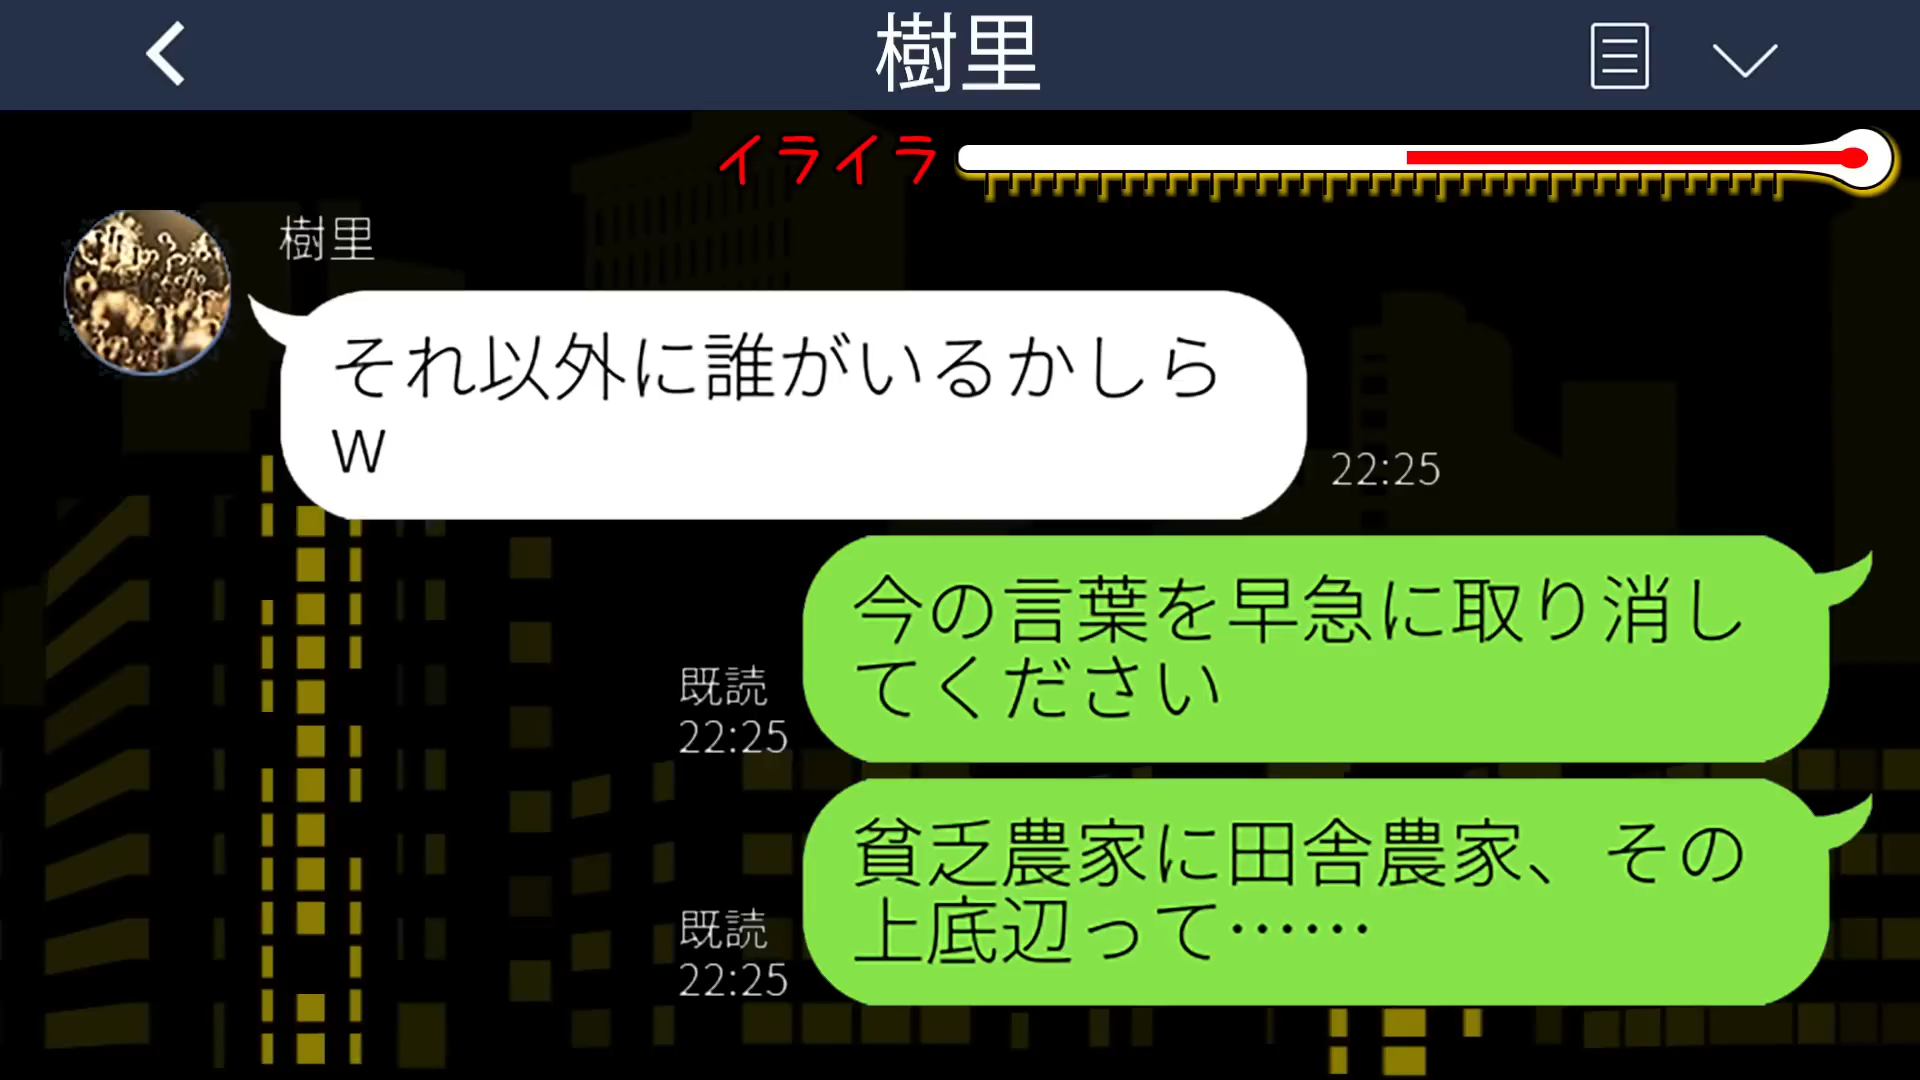 樹里
イライラ
樹里
それ以外に誰がいるかしら
w
22:25
今の言葉を早急に取り消し
てください
既読
22:25
貧乏農家に田舎農家、その
上底辺って……
既読
22:25